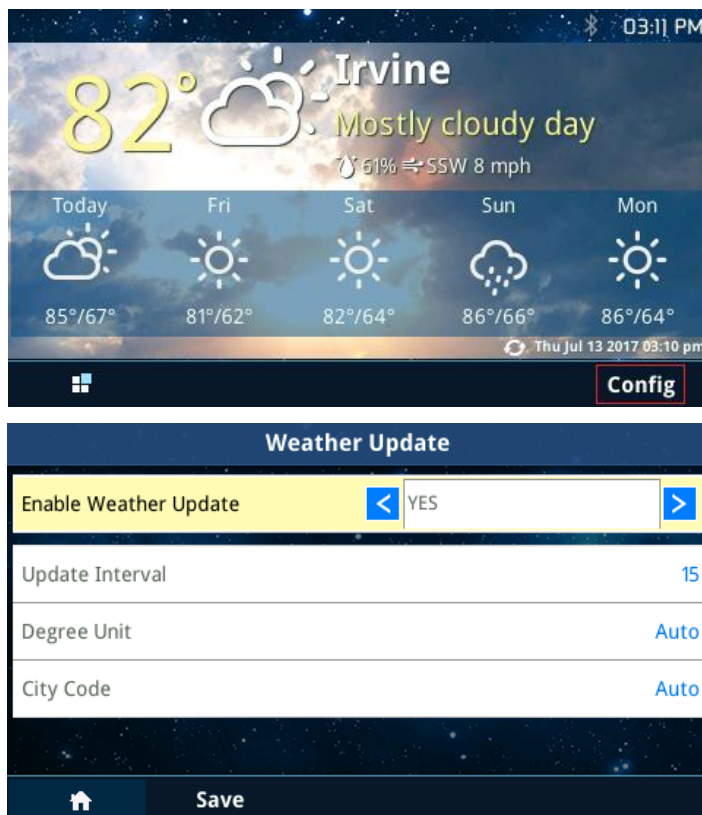 03:11 PM
82°
Irvine
Mostly cloudy day
61% SSW 8 mph
Today Fri Sat Sun Mon
85°/67° 81°/62° 82°/64° 86°/66° 86°/64°
Thu Jul 13 2017 03:10 pm
Config
Weather Update
Enable Weather Update < YES >
Update Interval 15
Degree Unit Auto
City Code Auto
Save